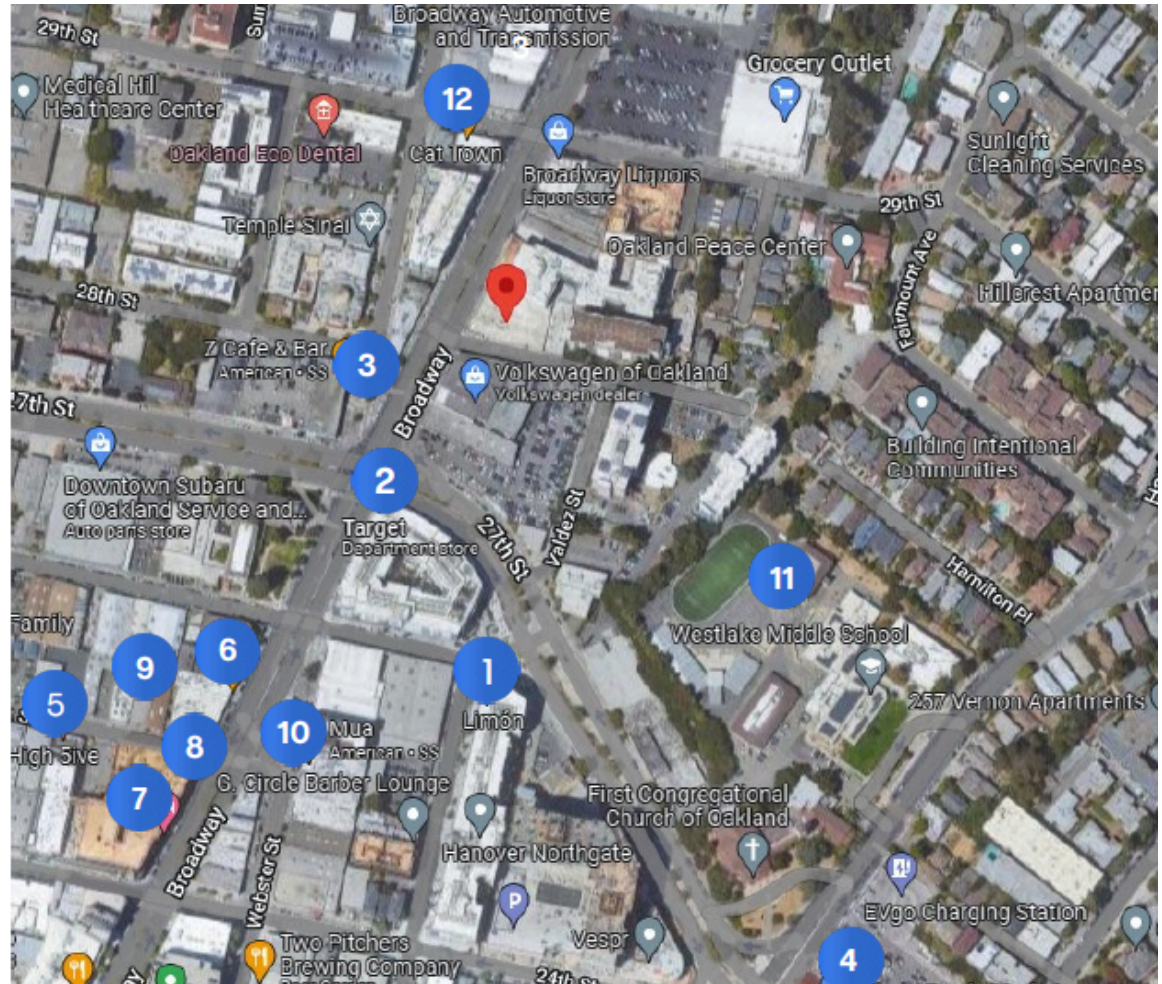 Broadway Automotive
and Transmission
29th St
Grocery Outlet
Medical Hill
Healthcare Center
12
Oakland Eco Dental
Cat Town
Sunlight
Cleaning Services
Broadway Liquors
Liquor store
29th St
Temple Sinai
Oakland Peace Center
Fairmount Ave
28th St
Hillcrest Apartmen
Z Cafe & Bar
American • $$
3
Broadway
Volkswagen of Oakland
Volkswagen dealer
27th St
Building Intentional
Communities
2
Downtown Subaru
of Oakland Service and...
Auto parts store
Target
Department store
27th St
Valdez St
11
Hamilton Pl
Family
Westlake Middle School
6
9
1
5
257 Vernon Apartments
Limón
10
Mua
American • $$
8
High 5ive
G. Circle Barber Lounge
7
First Congregational
Church of Oakland
Broadway
Webster St
Hanover Northgate
P
EVgo Charging Station
Two Pitchers
Brewing Company
Vespr
4
24th St